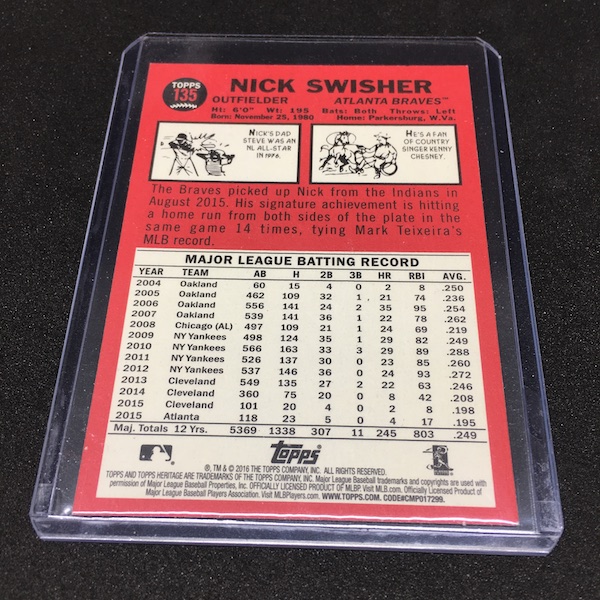 TOPPS
135
NICK SWISHER
OUTFIELDER ATLANTA BRAVES™
Ht: 6'0" Wt: 195 Bats: Both Throws: Left
Born: November 25, 1980 Home: Parkersburg, W.Va.
NICK'S DAD
STEVE WAS AN
NL ALL-STAR
IN 1976.
HE'S A FAN
OF COUNTRY
SINGER KENNY
CHESNEY.
The Braves picked up Nick from the Indians in
August 2015. His signature achievement is hitting
a home run from both sides of the plate in the
same game 14 times, tying Mark Teixeira's
MLB record.
MAJOR LEAGUE BATTING RECORD
YEAR TEAM AB H 2B 3B HR RBI AVG.
2004 Oakland 60 15 4 0 2 8 .250
2005 Oakland 462 109 32 1 21 74 .236
2006 Oakland 556 141 24 2 35 95 .254
2007 Oakland 539 141 36 1 22 78 .262
2008 Chicago (AL) 497 109 21 1 24 69 .219
2009 NY Yankees 498 124 35 1 29 82 .249
2010 NY Yankees 566 163 33 3 29 89 .288
2011 NY Yankees 526 137 30 0 23 85 .260
2012 NY Yankees 537 146 36 0 24 93 .272
2013 Cleveland 549 135 27 2 22 63 .246
2014 Cleveland 360 75 20 0 8 42 .208
2015 Cleveland 101 20 4 0 2 8 .198
2015 Atlanta 118 23 5 0 4 17 .195
Maj. Totals 12 Yrs. 5369 1338 307 11 245 803 .249
topps
®, TM & © 2016 THE TOPPS COMPANY, INC. ALL RIGHTS RESERVED.
TOPPS AND TOPPS HERITAGE ARE TRADEMARKS OF THE TOPPS COMPANY, INC. Major League Baseball trademarks and copyrights are used with
permission of Major League Baseball Properties, Inc. OFFICIALLY LICENSED PRODUCT OF MLBP. Visit MLB.com. Officially Licensed Product of
Major League Baseball Players Association. Visit MLBPlayers.com. WWW.TOPPS.COM. CODE#CMP017299.